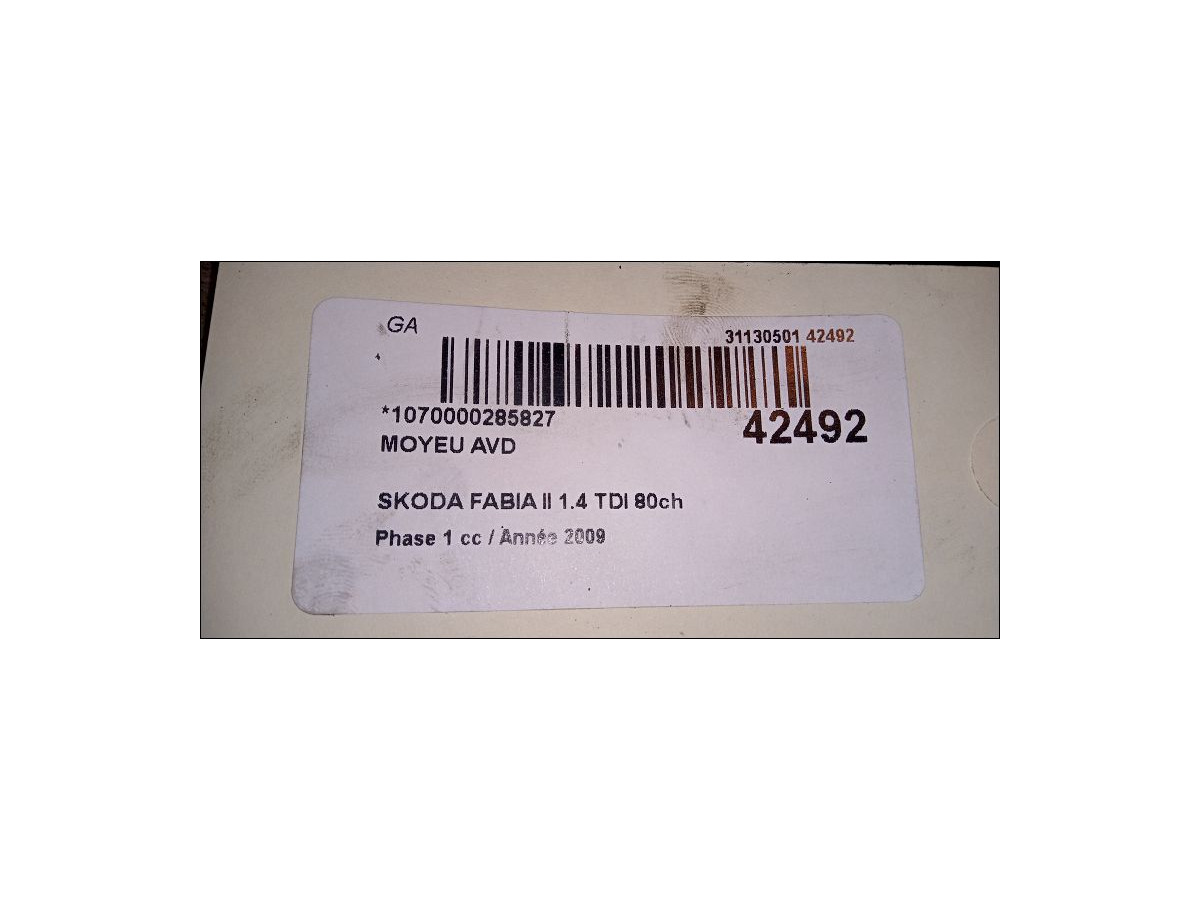 GA
31130501 42492
*1070000285827
42492
MOYEU AVD
SKODA FABIA II 1.4 TDI 80ch
Phase 1 cc / Année 2009